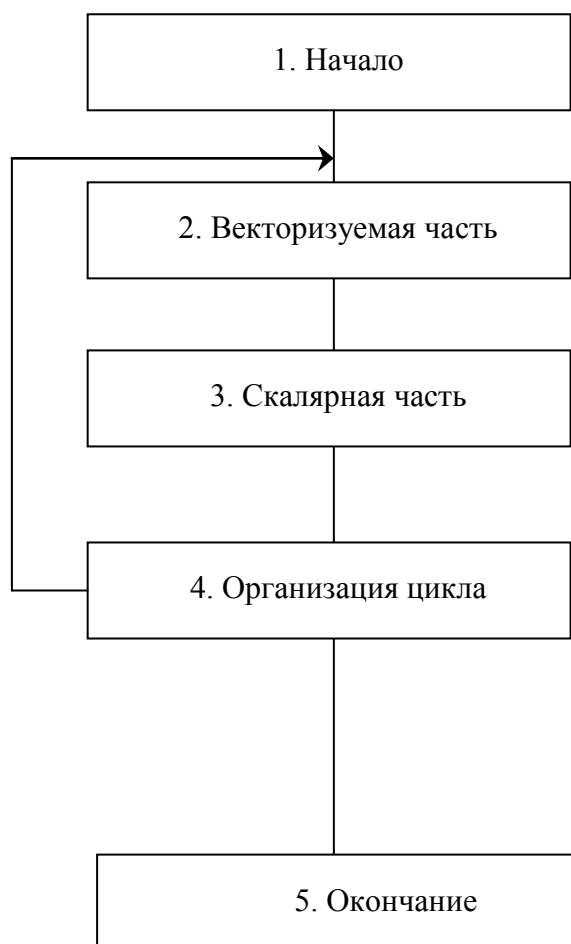 1. Начало
2. Векторизуемая часть
3. Скалярная часть
4. Организация цикла
5. Окончание